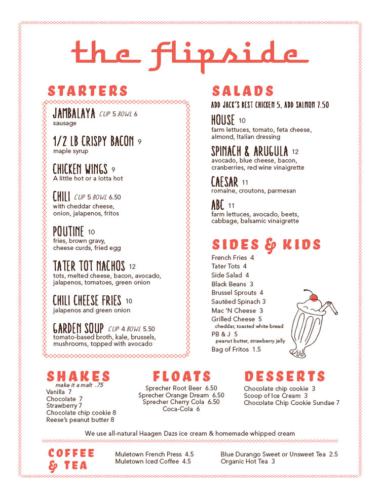 the flipside
STARTERS
JAMBALAYA CUP 5 BOWL 6
sausage
1/2 LB CRISPY BACON 9
maple syrup
CHICKEN WINGS 9
A little hot or a lotta hot
CHILI CUP 5 BOWL 6.50
with cheddar cheese,
onion, jalapenos, fritos
POUTINE 10
fries, brown gravy,
cheese curds, fried egg
TATER TOT NACHOS 12
tots, melted cheese, bacon, avocado,
jalapenos, tomatoes, green onion
CHILI CHEESE FRIES 10
jalapenos and green onion
GARDEN SOUP CUP 4 BOWL 5.50
tomato-based broth, kale, brussels,
mushrooms, topped with avocado
SALADS
ADD JACK'S BEST CHICKEN 5, ADD SALMON 7.50
HOUSE 10
farm lettuces, tomato, feta cheese,
almond, Italian dressing
SPINACH & ARUGULA 12
avocado, blue cheese, bacon,
cranberries, red wine vinaigrette
CAESAR 11
romaine, croutons, parmesan
ABC 11
farm lettuces, avocado, beets,
cabbage, balsamic vinaigrette
SIDES & KIDS
French Fries 4
Tater Tots 4
Side Salad 4
Black Beans 3
Brussel Sprouts 4
Sautéed Spinach 3
Mac 'N Cheese 3
Grilled Cheese 5
cheddar, toasted white bread
PB & J 5
peanut butter, strawberry jelly
Bag of Fritos 1.5
SHAKES
make it a malt .75
Vanilla 7
Chocolate 7
Strawberry 7
Chocolate chip cookie 8
Reese's peanut butter 8
FLOATS
Sprecher Root Beer 6.50
Sprecher Orange Dream 6.50
Sprecher Cherry Cola 6.50
Coca-Cola 6
DESSERTS
Chocolate chip cookie 3
Scoop of Ice Cream 3
Chocolate Chip Cookie Sundae 7
We use all-natural Haagen Dazs ice cream & homemade whipped cream
COFFEE
& TEA
Muletown French Press 4.5
Muletown Iced Coffee 4.5
Blue Durango Sweet or Unsweet Tea 2.5
Organic Hot Tea 3